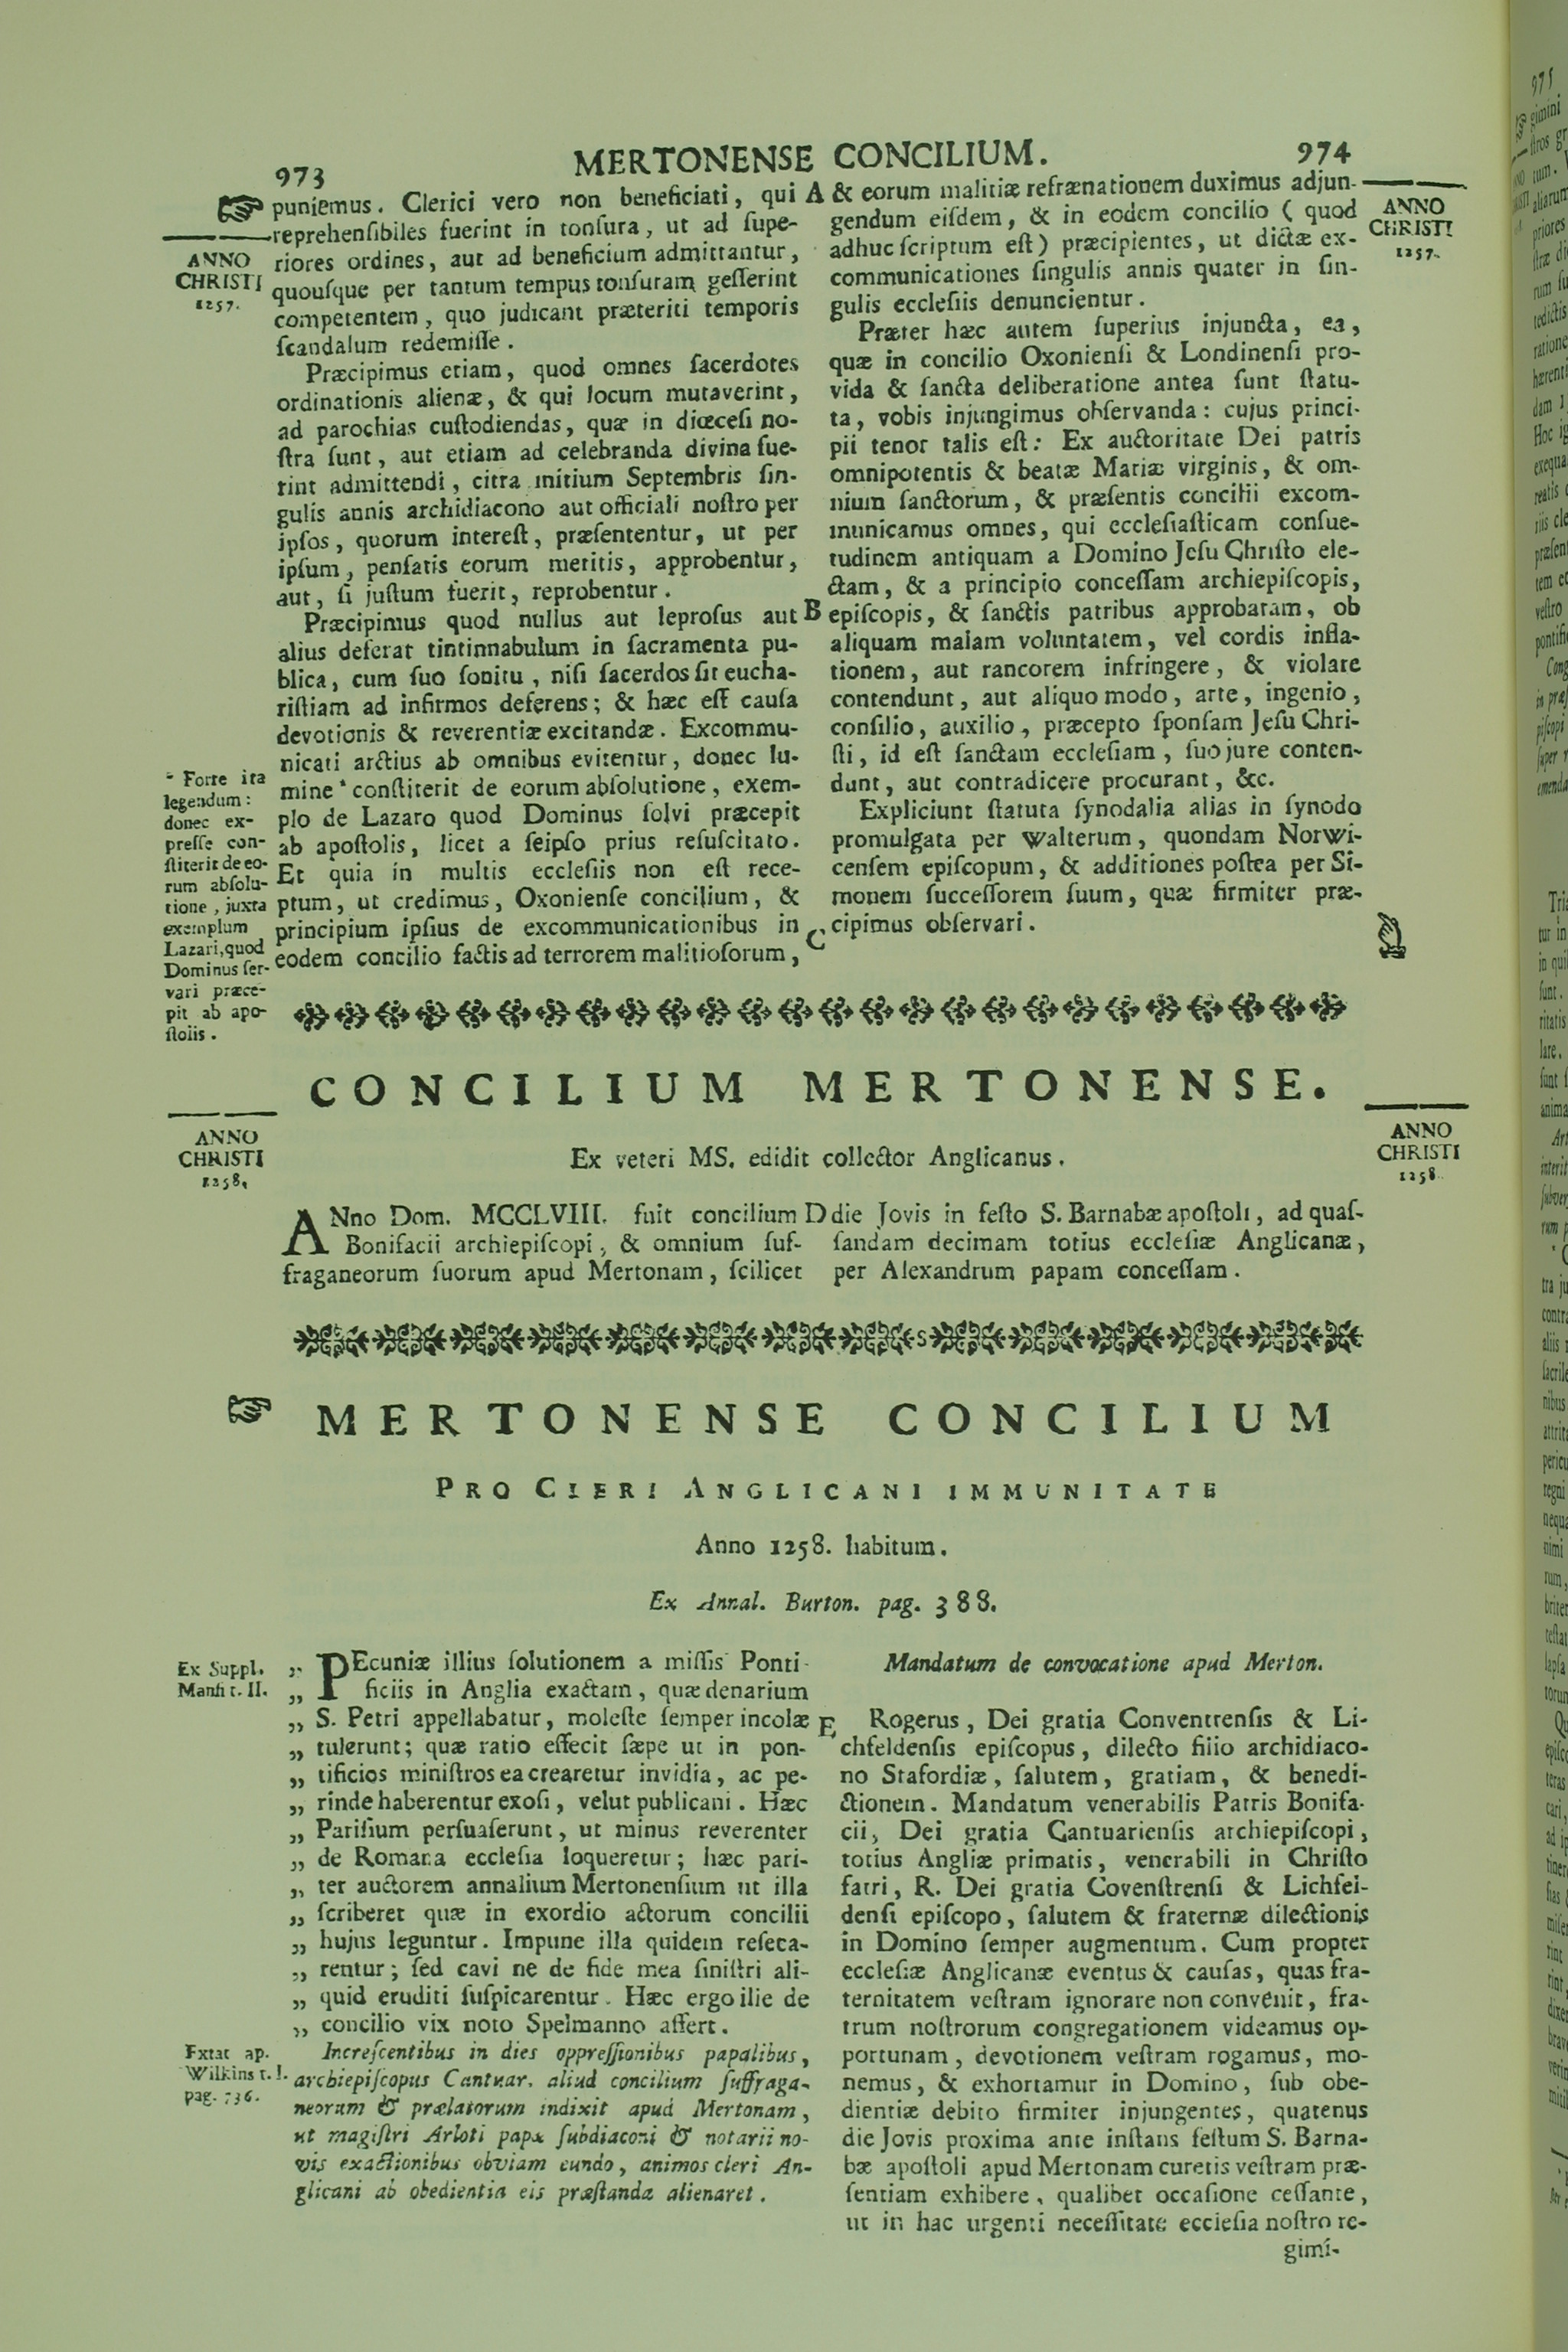 973
MERTONENSE CONCILIUM.
974
puniemus. Clerici vero non beneficiati, qui
reprehenſibiles fuerint in tonſura, ut ad ſupe-
riores ordines, aut ad beneficium admittantur,
quouſque per tantum tempus tonſuram geſſerint
competentem, quo judicant præteriti temporis
ſcandalum redemiſſe.
Præcipimus etiam, quod omnes ſacerdotes
ordinationis alienæ, & qui locum mutaverint,
ad parochias cuſtodiendas, quæ in diœceſi no-
ſtra ſunt, aut etiam ad celebranda divina fue-
rint admittendi, citra initium Septembris ſin-
gulis annis archidiacono aut officiali noſtro per
ipſos, quorum intereſt, præſententur, ut per
ipſum, penſatis eorum meritis, approbentur,
aut, ſi juſtum fuerit, reprobentur.
Præcipimus quod nullus aut leproſus aut
alius deferat tintinnabulum in ſacramenta pu-
blica, cum ſuo ſonitu, niſi ſacerdos ſit eucha-
riſtiam ad infirmos deferens; & hæc eſt cauſa
devotionis & reverentiæ excitandæ. Excommu-
nicati arctius ab omnibus evitentur, donec lu-
mine * conſtiterit de eorum abſolutione, exem-
plo de Lazaro quod Dominus ſolvi præcepit
ab apoſtolis, licet a ſeipſo prius reſuſcitato.
Et quia in multis eccleſiis non eſt rece-
ptum, ut credimus, Oxonienſe concilium, &
principium ipſius de excommunicationibus in
eodem concilio factis ad terrorem malitioſorum,
ANNO
CHRISTI
1257.
* Forte ita
legendum:
donec ex-
preſſe con-
ſtiterit de eo-
rum abſolu-
tione, juxta
exemplum
Lazari, quod
Dominus ſer-
vari præce-
pit ab apo-
ſtolis.
A
B
C
& eorum malitiæ refrænationem duximus adjun-
gendum eiſdem, & in eodem concilio ( quod
adhuc ſcriptum eſt) præcipientes, ut dictæ ex-
communicationes ſingulis annis quater in ſin-
gulis eccleſiis denuncientur.
Præter hæc autem ſuperius injuncta, ea,
quæ in concilio Oxonienſi & Londinenſi pro-
vida & ſancta deliberatione antea ſunt ſtatu-
ta, vobis injungimus obſervanda: cujus princi-
pii tenor talis eſt: Ex auctoritate Dei patris
omnipotentis & beatæ Mariæ virginis, & om-
nium ſanctorum, & præſentis concilii excom-
municamus omnes, qui eccleſiaſticam conſue-
tudinem antiquam a Domino Jeſu Chriſto ele-
ctam, & a principio conceſſam archiepiſcopis,
epiſcopis, & ſanctis patribus approbatam, ob
aliquam malam voluntatem, vel cordis infla-
tionem, aut rancorem infringere, & violare
contendunt, aut aliquo modo, arte, ingenio,
conſilio, auxilio, præcepto ſponſam Jeſu Chri-
ſti, id eſt ſanctam eccleſiam, ſuo jure conten-
dunt, aut contradicere procurant, &c.
Expliciunt ſtatuta ſynodalia alias in ſynodo
promulgata per Walterum, quondam Norwi-
cenſem epiſcopum, & additiones poſtea per Si-
monem ſucceſſorem ſuum, quæ firmiter præ-
cipimus obſervari.
ANNO
CHRISTI
1257.
CONCILIUM MERTONENSE.
ANNO
CHRISTI
1258.
ANNO
CHRISTI
1258.
Ex veteri MS. edidit collector Anglicanus.
ANno Dom. MCCLVIII. fuit concilium
Bonifacii archiepiſcopi, & omnium ſuf-
fraganeorum ſuorum apud Mertonam, ſcilicet
D
die Jovis in feſto S. Barnabæ apoſtoli, ad quaſ-
ſandam decimam totius eccleſiæ Anglicanæ,
per Alexandrum papam conceſſam.
MERTONENSE CONCILIUM
PRO CLERI ANGLICANI IMMUNITATE
Anno 1258. habitum.
Ex Annal. Burton. pag. 388.
Ex Suppl.
Manſi t. II.
„ PEcuniæ illius ſolutionem a miſſis Ponti-
„ ficiis in Anglia exactam, quæ denarium
„ S. Petri appellabatur, moleſte ſemper incolæ
„ tulerunt; quæ ratio effecit ſæpe ut in pon-
„ tificios miniſtros ea crearetur invidia, ac pe-
„ rinde haberentur exoſi, velut publicani. Hæc
„ Pariſium perſuaſerunt, ut minus reverenter
„ de Romana eccleſia loqueretur; hæc pari-
„ ter auctorem annalium Mertonenſium ut illa
„ ſcriberet quæ in exordio actorum concilii
„ hujus leguntur. Impune illa quidem reſeca-
„ rentur; ſed cavi ne de fide mea ſiniſtri ali-
„ quid eruditi ſuſpicarentur. Hæc ergo ille de
„ concilio vix noto Spelmanno affert.
Extat ap.
Wilkins t. I.
pag. 736.
Increſcentibus in dies oppreſſionibus papalibus,
archiepiſcopus Cantuar. aliud concilium ſuffraga-
neorum & prælatorum indixit apud Mertonam,
ut magiſtri Arloti papæ ſubdiaconi & notarii no-
vis exactionibus obviam eundo, animos cleri An-
glicani ab obedientia eis præſtanda alienaret.
Mandatum de convocatione apud Merton.
E
Rogerus, Dei gratia Conventrenſis & Li-
chfeldenſis epiſcopus, dilecto filio archidiaco-
no Stafordiæ, ſalutem, gratiam, & benedi-
ctionem. Mandatum venerabilis Patris Bonifa-
cii, Dei gratia Cantuarienſis archiepiſcopi,
totius Angliæ primatis, venerabili in Chriſto
fatri, R. Dei gratia Covenſtrenſi & Lichfel-
denſi epiſcopo, ſalutem & fraternæ dilectionis
in Domino ſemper augmentum. Cum propter
eccleſiæ Anglicanæ eventus & cauſas, quas fra-
ternitatem veſtram ignorare non convenit, fra-
trum noſtrorum congregationem videamus op-
portunam, devotionem veſtram rogamus, mo-
nemus, & exhortamur in Domino, ſub obe-
dientiæ debito firmiter injungentes, quatenus
die Jovis proxima ante inſtans feſtum S. Barna-
bæ apoſtoli apud Mertonam curetis veſtram præ-
ſentiam exhibere, qualibet occaſione ceſſante,
ut in hac urgenti neceſſitate eccleſia noſtro re-
gimi-